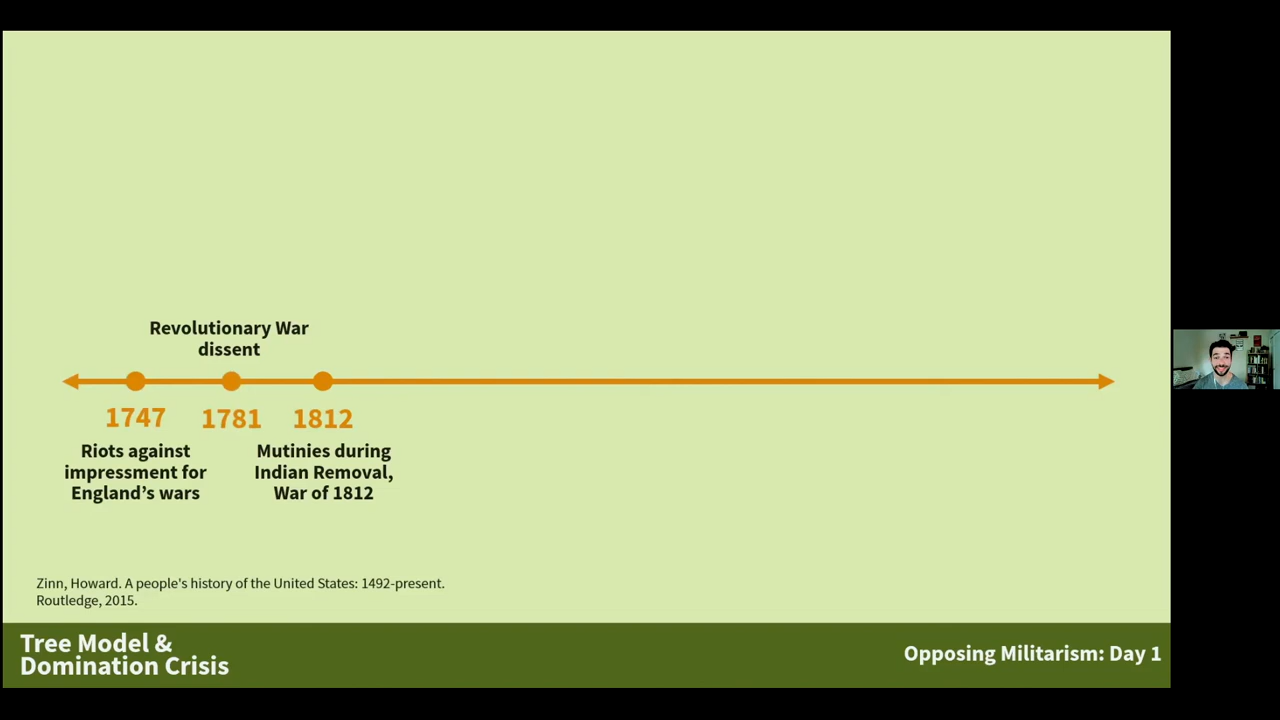 Revolutionary War
dissent
1747
1781
1812
Riots against
impressment for
England’s wars
Mutinies during
Indian Removal,
War of 1812
Zinn, Howard. A people's history of the United States: 1492-present.
Routledge, 2015.
Tree Model &
Domination Crisis
Opposing Militarism: Day 1